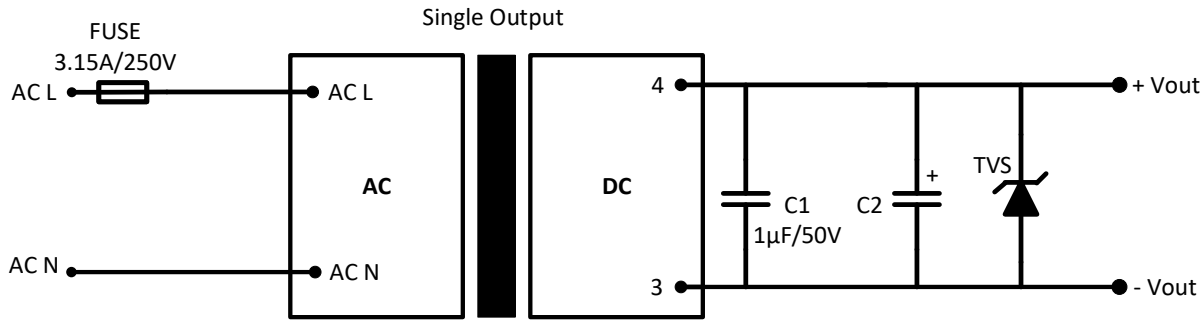 Single Output
FUSE
3.15A/250V
AC L
AC L
4
+ Vout
AC
DC
C1
1µF/50V
C2
+
TVS
AC N
AC N
3
- Vout